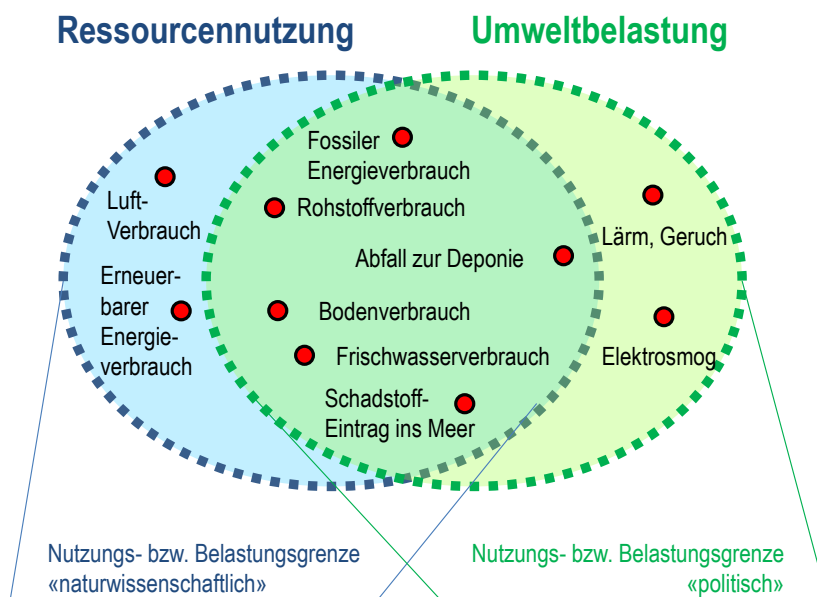 Ressourcennutzung
Umweltbelastung
Fossiler
Energieverbrauch
Luft-
Verbrauch
Rohstoffverbrauch
Lärm, Geruch
Abfall zur Deponie
Erneuer-
barer
Energie-
verbrauch
Bodenverbrauch
Frischwasserverbrauch
Elektrosmog
Schadstoff-
Eintrag ins Meer
Nutzungs- bzw. Belastungsgrenze
«naturwissenschaftlich»
Nutzungs- bzw. Belastungsgrenze
«politisch»